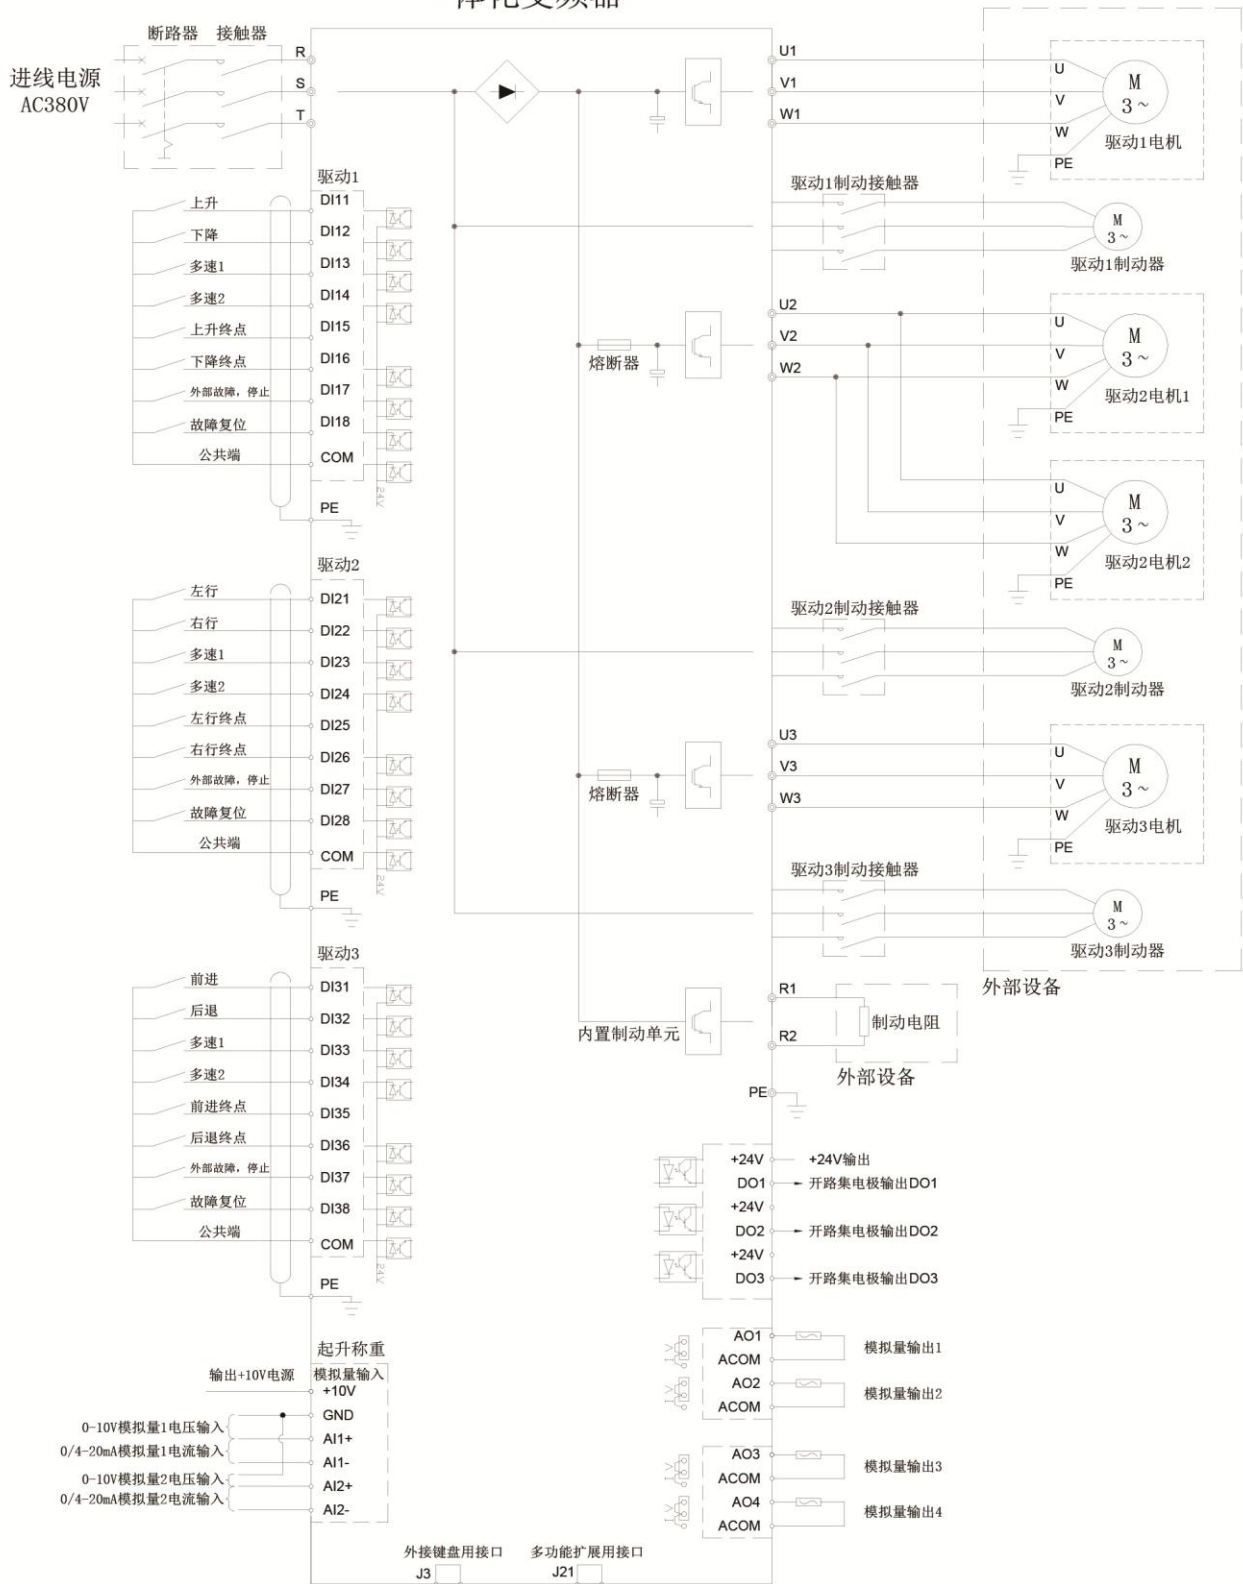 体化变频器
断路器 接触器
进线电源
AC380V
R
S
T
U1
V1
W1
U
V
W
PE
M
3～
驱动1电机
驱动1制动接触器
M
3～
驱动1制动器
驱动1
上升 DI11
下降 DI12
多速1 DI13
多速2 DI14
上升终点 DI15
下降终点 DI16
外部故障，停止 DI17
故障复位 DI18
公共端 COM
24V
PE
熔断器
U2
V2
W2
U
V
W
PE
M
3～
驱动2电机1
U
V
W
PE
M
3～
驱动2电机2
驱动2制动接触器
M
3～
驱动2制动器
驱动2
左行 DI21
右行 DI22
多速1 DI23
多速2 DI24
左行终点 DI25
右行终点 DI26
外部故障，停止 DI27
故障复位 DI28
公共端 COM
24V
PE
熔断器
U3
V3
W3
U
V
W
PE
M
3～
驱动3电机
驱动3制动接触器
M
3～
驱动3制动器
外部设备
驱动3
前进 DI31
后退 DI32
多速1 DI33
多速2 DI34
前进终点 DI35
后退终点 DI36
外部故障，停止 DI37
故障复位 DI38
公共端 COM
24V
PE
内置制动单元
R1
R2
制动电阻
外部设备
PE
+24V +24V输出
DO1 开路集电极输出DO1
+24V
DO2 开路集电极输出DO2
+24V
DO3 开路集电极输出DO3
起升称重
模拟量输入
输出+10V电源 +10V
GND
0-10V模拟量1电压输入
AI1+
0/4-20mA模拟量1电流输入
AI1-
0-10V模拟量2电压输入
AI2+
0/4-20mA模拟量2电流输入
AI2-
AO1
模拟量输出1
ACOM
AO2
模拟量输出2
ACOM
AO3
模拟量输出3
ACOM
AO4
模拟量输出4
ACOM
外接键盘用接口 多功能扩展用接口
J3 J21